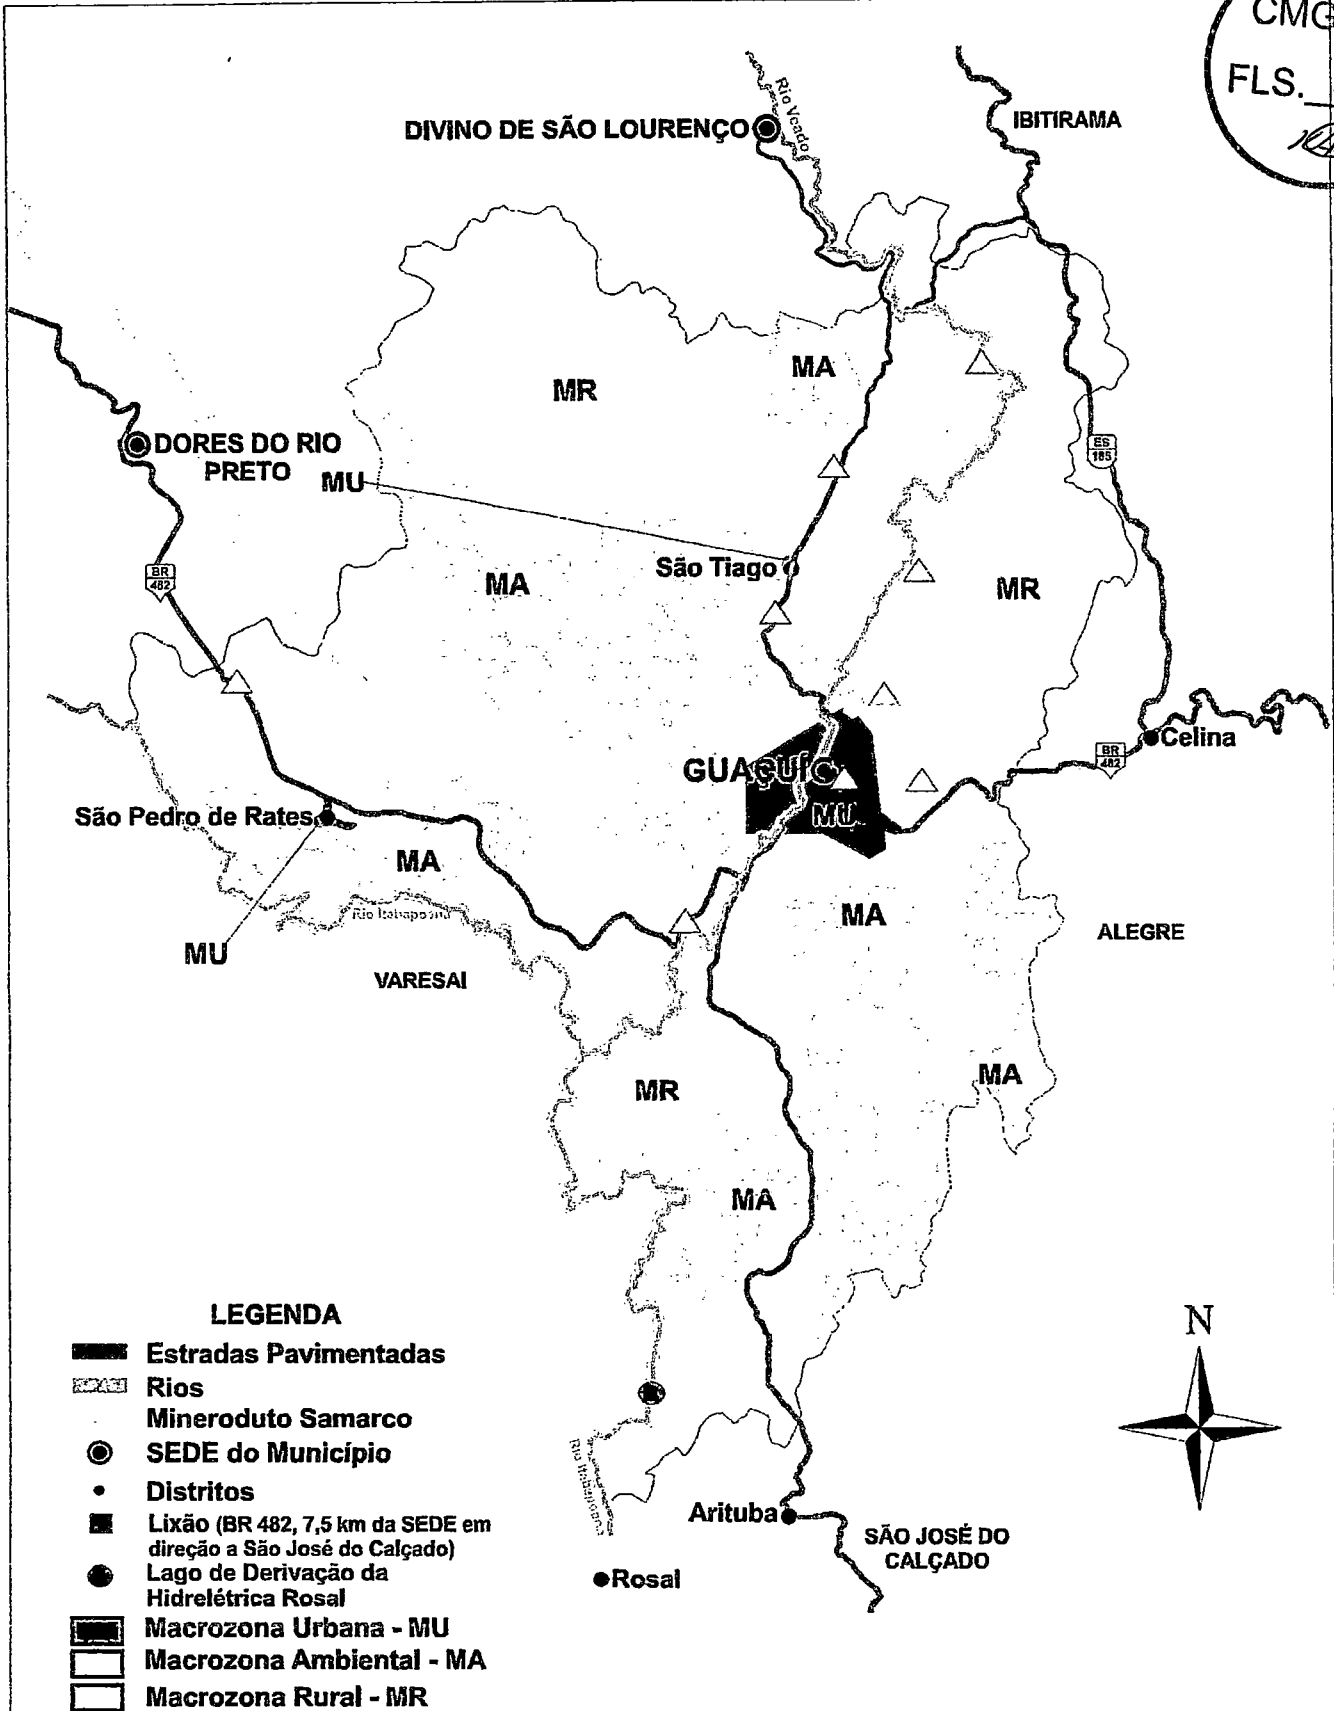 CMG
FLS.
Rio Veado
IBITIRAMA
DIVINO DE SÃO LOURENÇO
MA
MR
DORES DO RIO
PRETO
ES
185
MU
São Tiago
BR
482
MA
MR
Celina
BR
482
GUAÇUÍ
MU
São Pedro de Rates
MA
Rio Itabapoana
MA
ALEGRE
MU
VARESAI
MA
MR
MA
LEGENDA
N
Estradas Pavimentadas
Rios
Mineroduto Samarco
SEDE do Município
Distritos
Lixão (BR 482, 7,5 km da SEDE em
direção a São José do Calçado)
Lago de Derivação da
Hidrelétrica Rosal
Macrozona Urbana - MU
Macrozona Ambiental - MA
Macrozona Rural - MR
Rio Itabapoana
Arituba
SÃO JOSÉ DO
CALÇADO
Rosal